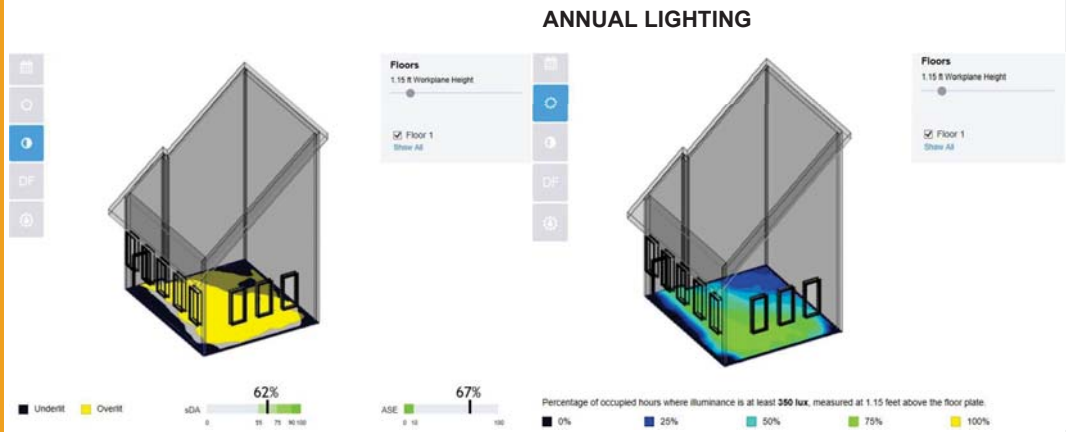 ANNUAL LIGHTING
Floors
1.15 ft Workplane Height
Floor 1
Show All
DF
Underlit
Overlit
62%
sDA
0 55 75 90 100
67%
ASE
0 10 100
Floors
1.15 ft Workplane Height
Floor 1
Show All
DF
Percentage of occupied hours where illuminance is at least 350 lux, measured at 1.15 feet above the floor plate.
0% 25% 50% 75% 100%